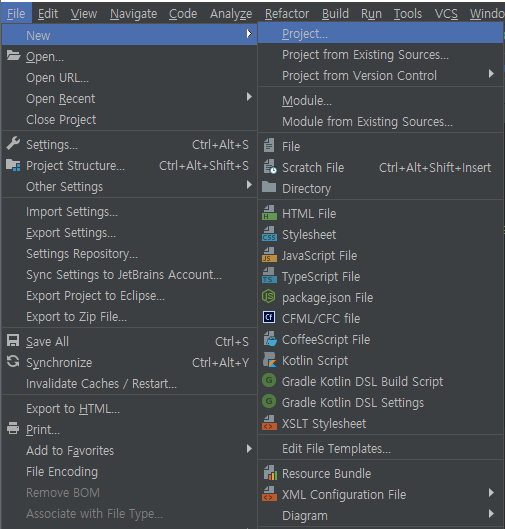 File Edit View Navigate Code Analyze Refactor Build Run Tools VCS Windo
New
Open...
Open URL...
Open Recent
Close Project
Settings... Ctrl+Alt+S
Project Structure... Ctrl+Alt+Shift+S
Other Settings
Import Settings...
Export Settings...
Settings Repository...
Sync Settings to JetBrains Account...
Export Project to Eclipse...
Export to Zip File...
Save All Ctrl+S
Synchronize Ctrl+Alt+Y
Invalidate Caches / Restart...
Export to HTML...
Print...
Add to Favorites
File Encoding
Remove BOM
Associate with File Type...
Project...
Project from Existing Sources...
Project from Version Control
Module...
Module from Existing Sources...
File
Scratch File Ctrl+Alt+Shift+Insert
Directory
HTML File
Stylesheet
JavaScript File
TypeScript File
package.json File
CFML/CFC file
CoffeeScript File
Kotlin Script
Gradle Kotlin DSL Build Script
Gradle Kotlin DSL Settings
XSLT Stylesheet
Edit File Templates...
Resource Bundle
XML Configuration File
Diagram